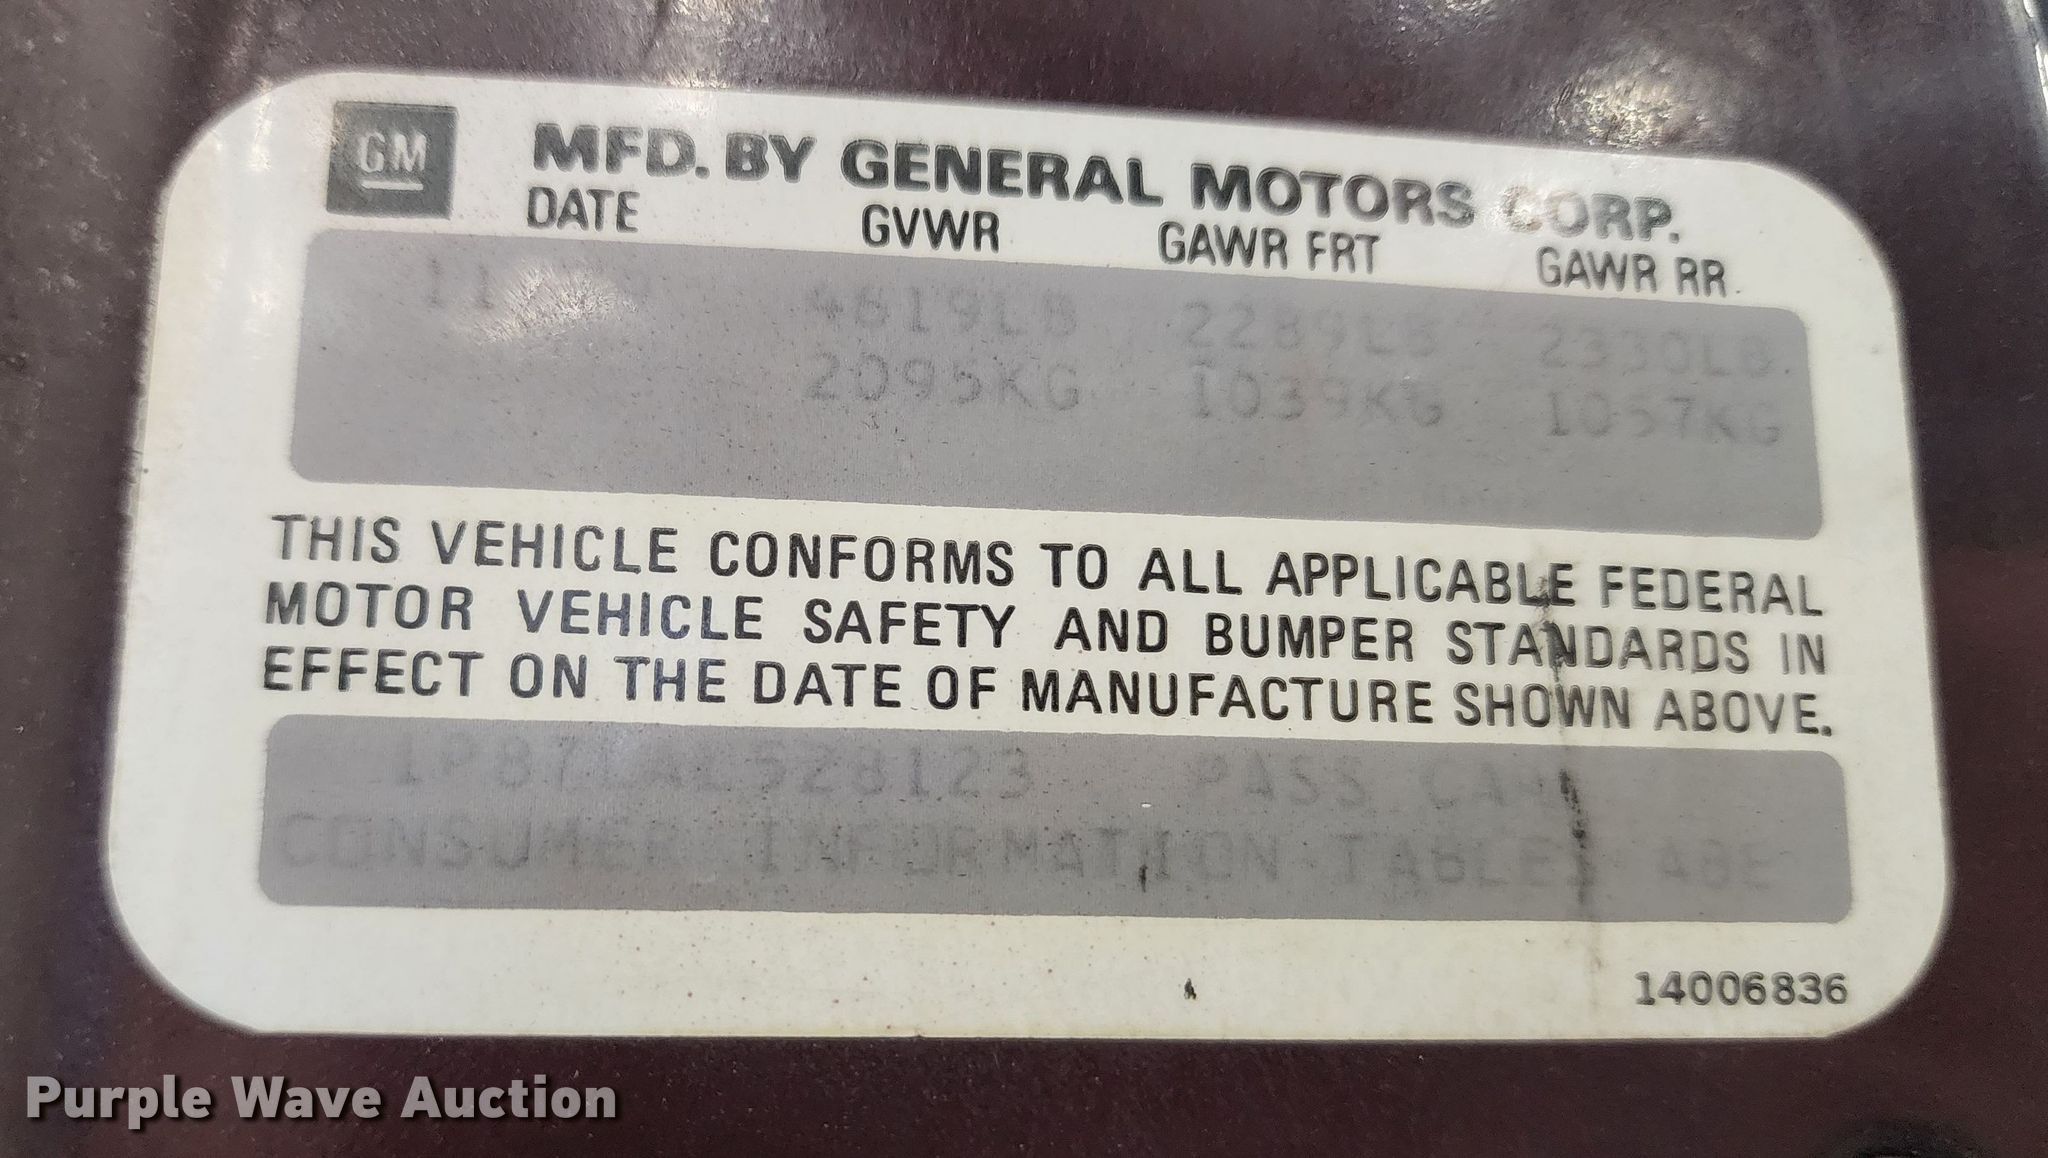 GM MFD. BY GENERAL MOTORS CORP.
DATE GVWR GAWR FRT GAWR RR
4619LB 2289LB 2330LB
2095KG 1039KG 1057KG
THIS VEHICLE CONFORMS TO ALL APPLICABLE FEDERAL
MOTOR VEHICLE SAFETY AND BUMPER STANDARDS IN
EFFECT ON THE DATE OF MANUFACTURE SHOWN ABOVE.
PASS CAR
CONSUMER INFORMATION TABLE: 48E
14006836
Purple Wave Auction